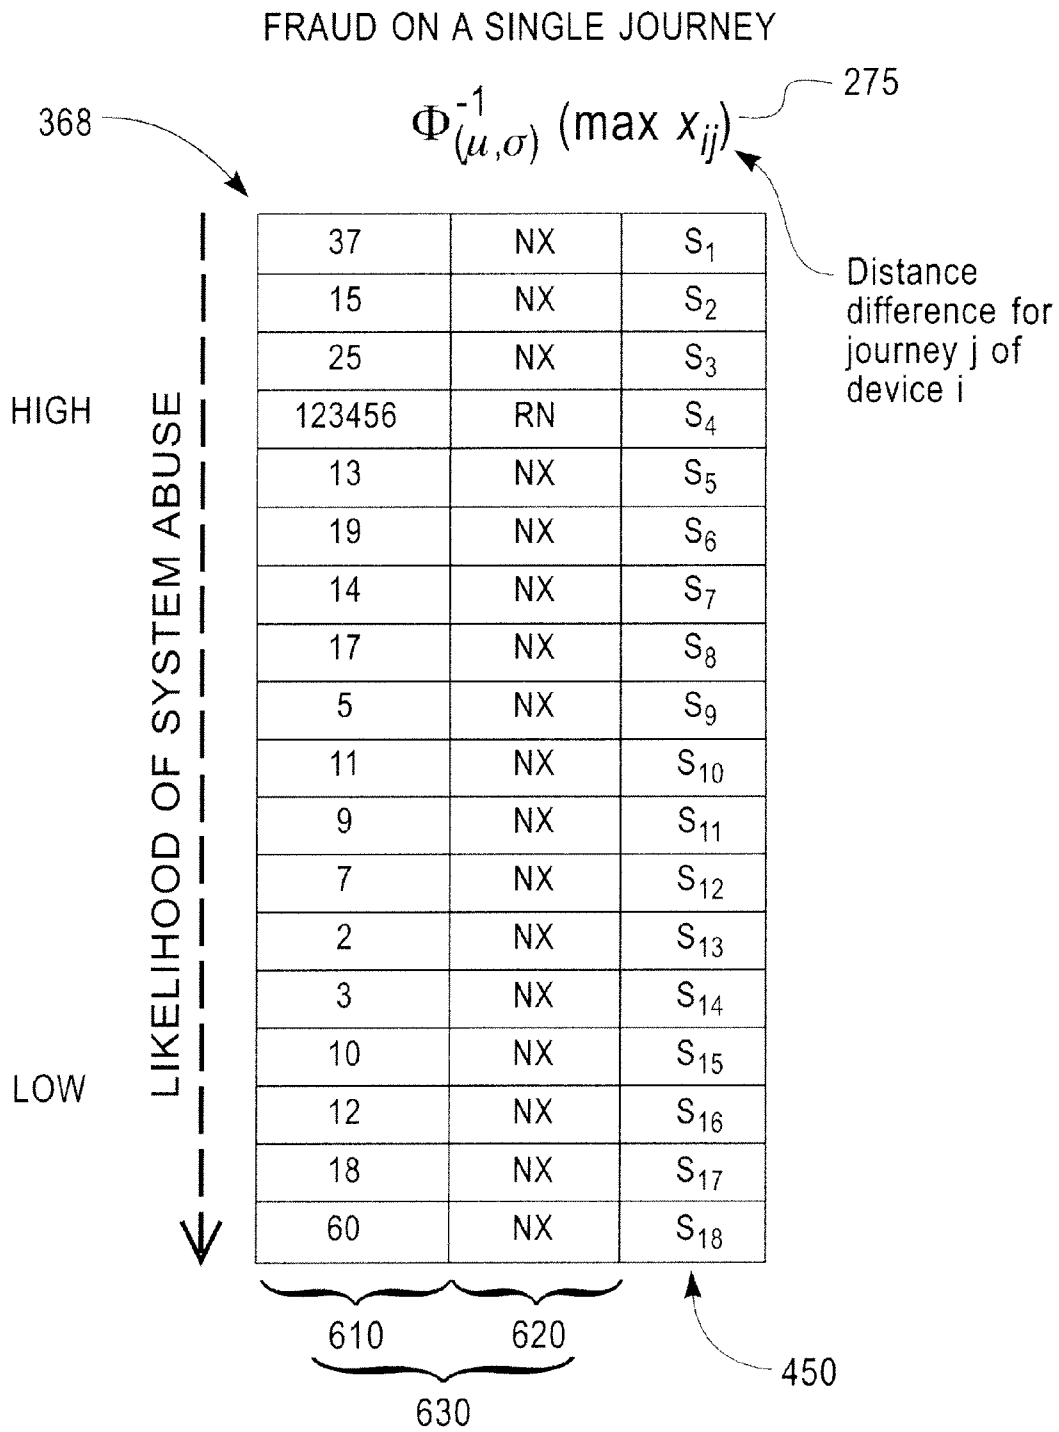 FRAUD ON A SINGLE JOURNEY
275
368
Φ⁻¹(μ,σ) (max xij)
37 NX S1
15 NX S2
25 NX S3
123456 RN S4
13 NX S5
19 NX S6
14 NX S7
17 NX S8
5 NX S9
11 NX S10
9 NX S11
7 NX S12
2 NX S13
3 NX S14
10 NX S15
12 NX S16
18 NX S17
60 NX S18
Distance
difference for
journey j of
device i
HIGH
LIKELIHOOD OF SYSTEM ABUSE
LOW
610
620
630
450